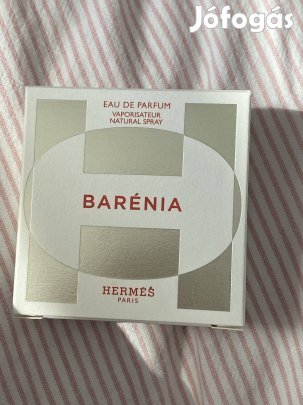 Jófogás
EAU DE PARFUM
VAPORISATEUR
NATURAL SPRAY
BARÉNIA
HERMÈS
PARIS